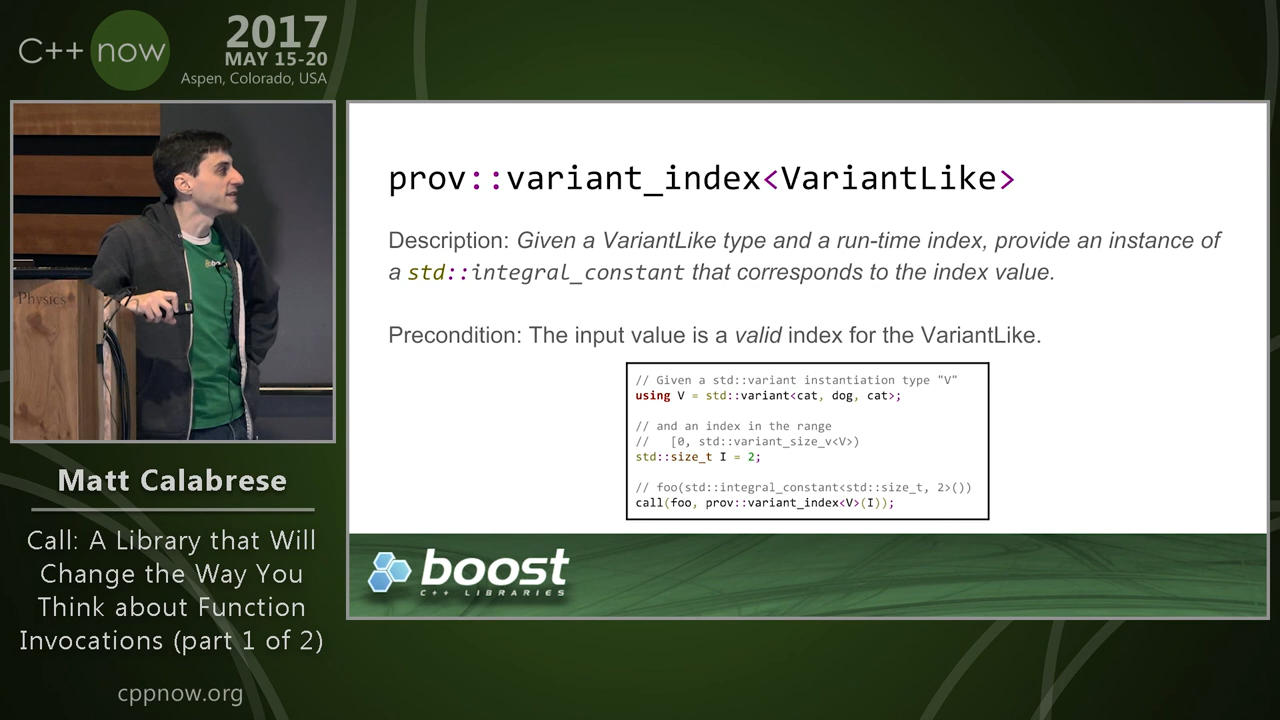 C++ now
2017
MAY 15-20
Aspen, Colorado, USA
Physics
Matt Calabrese
Call: A Library that Will
Change the Way You
Think about Function
Invocations (part 1 of 2)
cppnow.org
prov::variant_index<VariantLike>
Description: Given a VariantLike type and a run-time index, provide an instance of
a std::integral_constant that corresponds to the index value.
Precondition: The input value is a valid index for the VariantLike.
// Given a std::variant instantiation type "V"
using V = std::variant<cat, dog, cat>;
// and an index in the range
//   [0, std::variant_size_v<V>)
std::size_t I = 2;
// foo(std::integral_constant<std::size_t, 2>())
call(foo, prov::variant_index<V>(I));
boost
C++ LIBRARIES